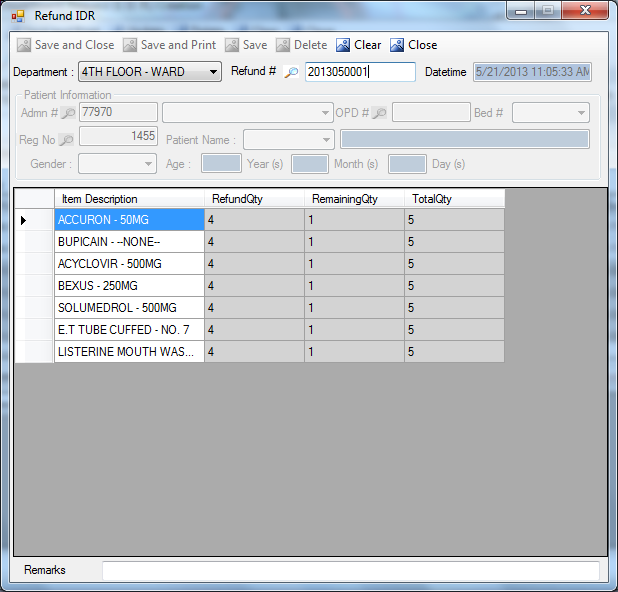 Refund IDR
Save and Close Save and Print Save Delete Clear Close
Department : 4TH FLOOR - WARD Refund # 2013050001 Datetime 5/21/2013 11:05:33 AM
Patient Information
Admn # 77970 OPD # Bed #
Reg No 1455 Patient Name :
Gender : Age : Year (s) Month (s) Day (s)
Item Description RefundQty RemainingQty TotalQty
ACCURON - 50MG 4 1 5
BUPICAIN - --NONE-- 4 1 5
ACYCLOVIR - 500MG 4 1 5
BEXUS - 250MG 4 1 5
SOLUMEDROL - 500MG 4 1 5
E.T TUBE CUFFED - NO. 7 4 1 5
LISTERINE MOUTH WAS... 4 1 5
Remarks